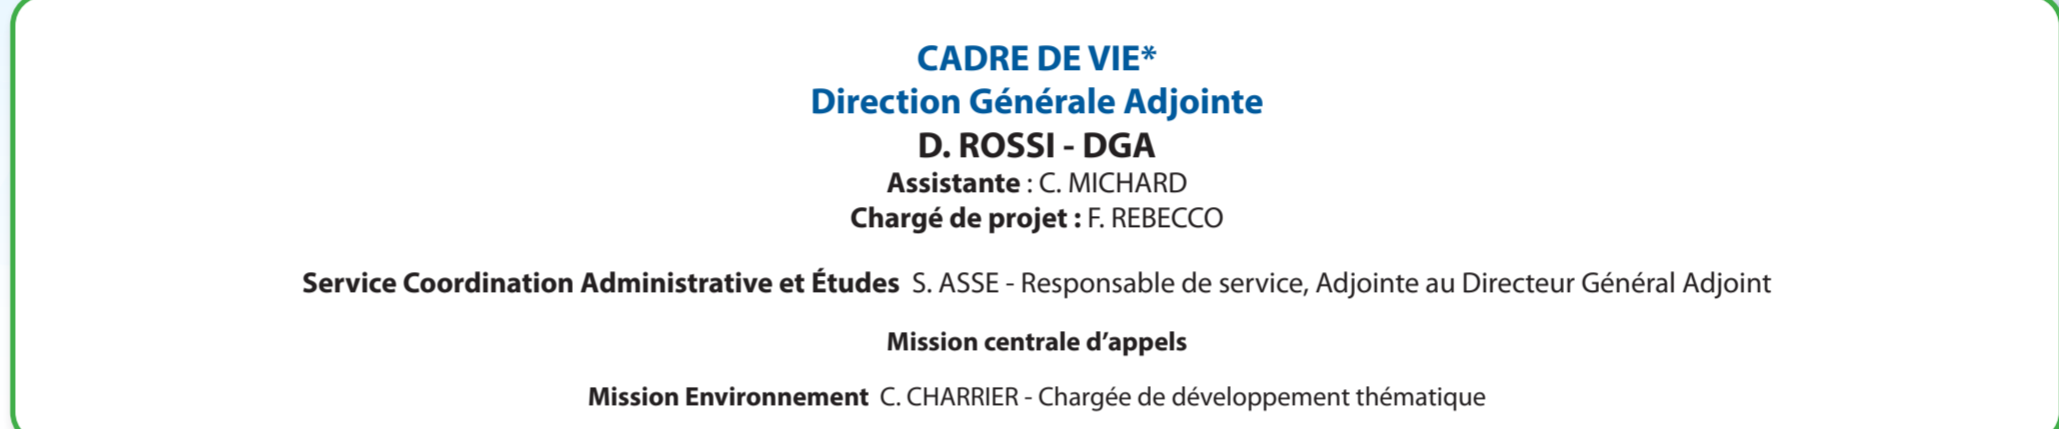 CADRE DE VIE*
Direction Générale Adjointe
D. ROSSI - DGA
Assistante : C. MICHARD
Chargé de projet : F. REBECCO
Service Coordination Administrative et Études S. ASSE - Responsable de service, Adjointe au Directeur Général Adjoint
Mission centrale d’appels
Mission Environnement C. CHARRIER - Chargée de développement thématique